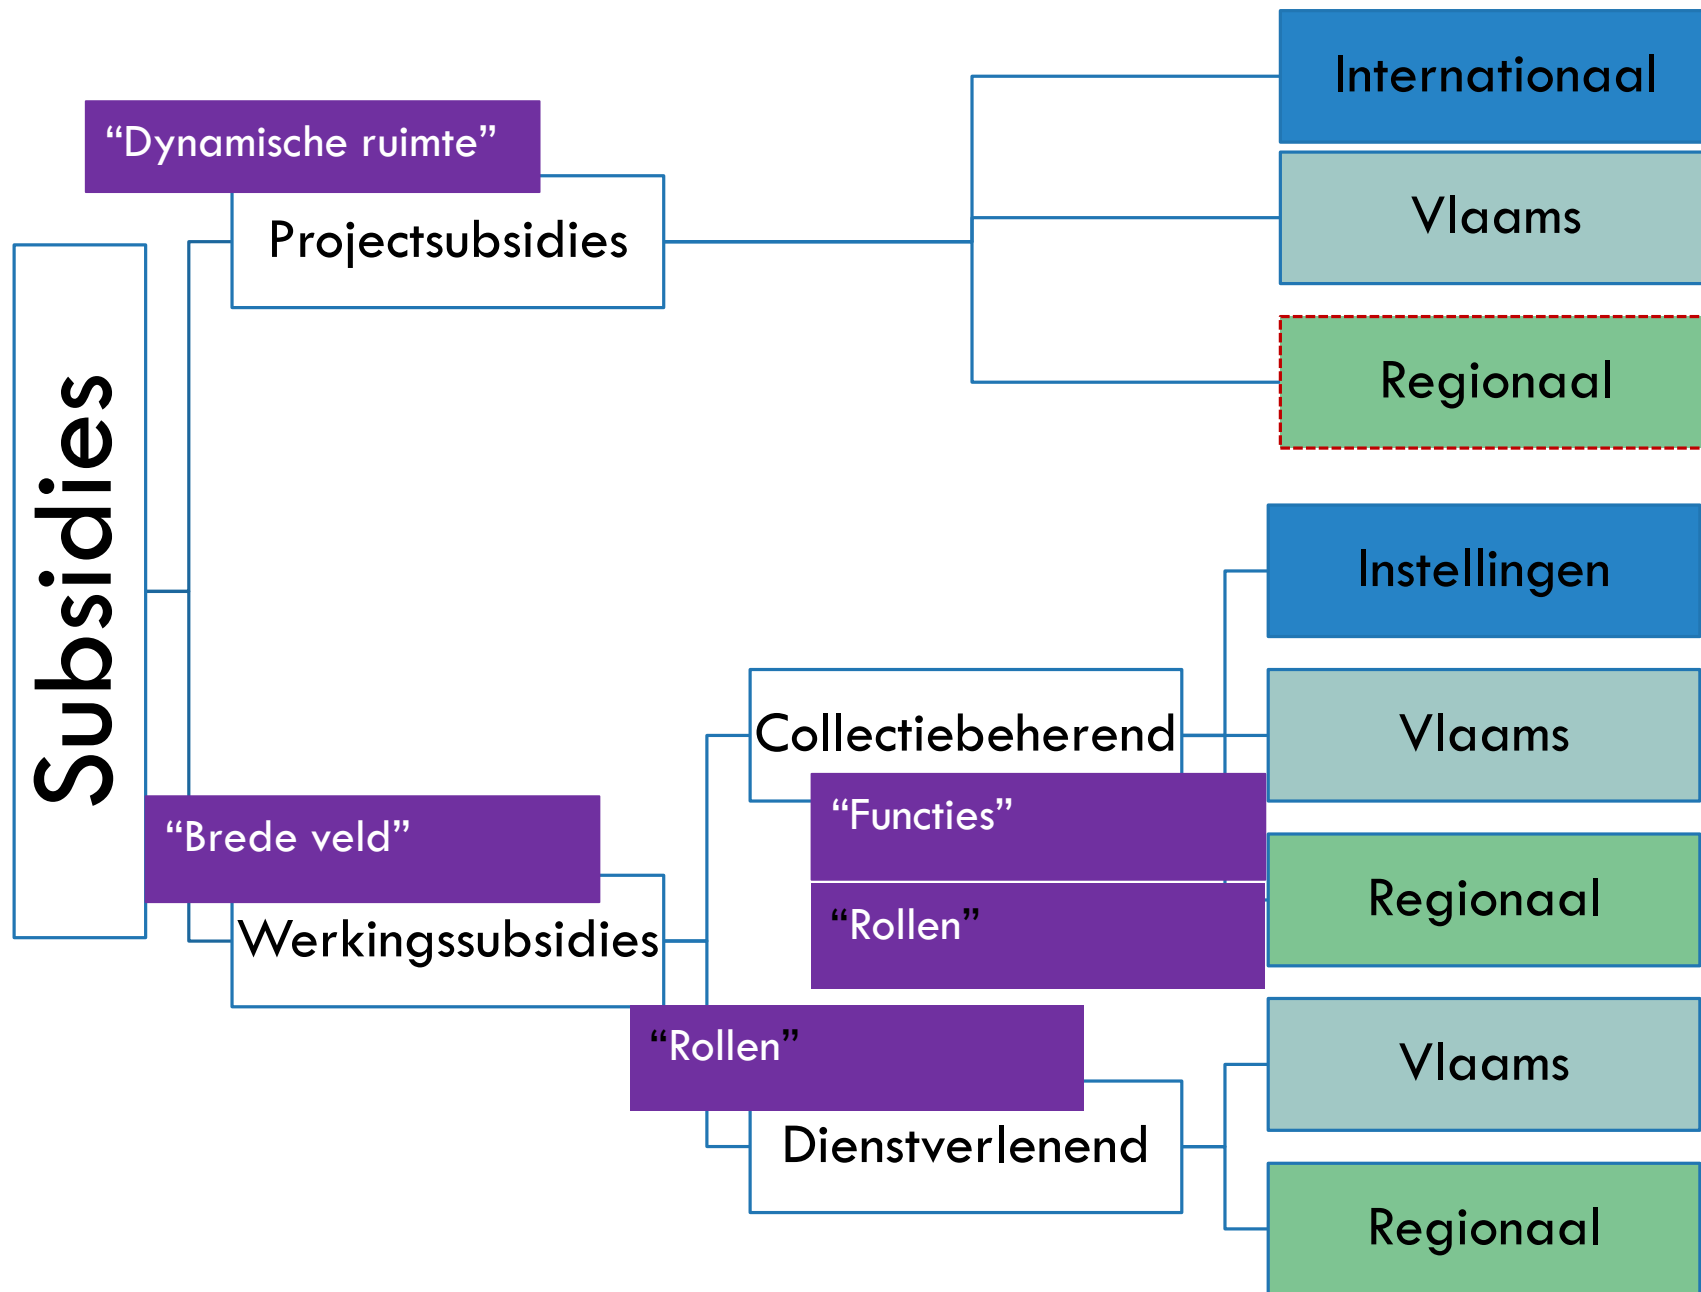 Subsidies
“Dynamische ruimte”
Projectsubsidies
Internationaal
Vlaams
Regionaal
“Brede veld”
Werkingssubsidies
Collectiebeherend
“Functies”
“Rollen”
Instellingen
Vlaams
Regionaal
“Rollen”
Dienstverlenend
Vlaams
Regionaal